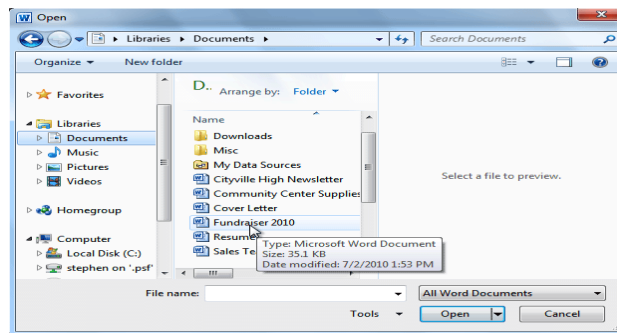 Open
Libraries Documents
Search Documents
Organize New folder
D..
Arrange by: Folder
Favorites
Libraries
Documents
Music
Pictures
Videos
Homegroup
Computer
Local Disk (C:)
stephen on '.psf'
Name
Downloads
Misc
My Data Sources
Cityville High Newsletter
Community Center Supplies
Cover Letter
Fundraiser 2010
Resume
Sales Te
Type: Microsoft Word Document
Size: 35.1 KB
Date modified: 7/2/2010 1:53 PM
Select a file to preview.
File name:
All Word Documents
Tools
Open
Cancel